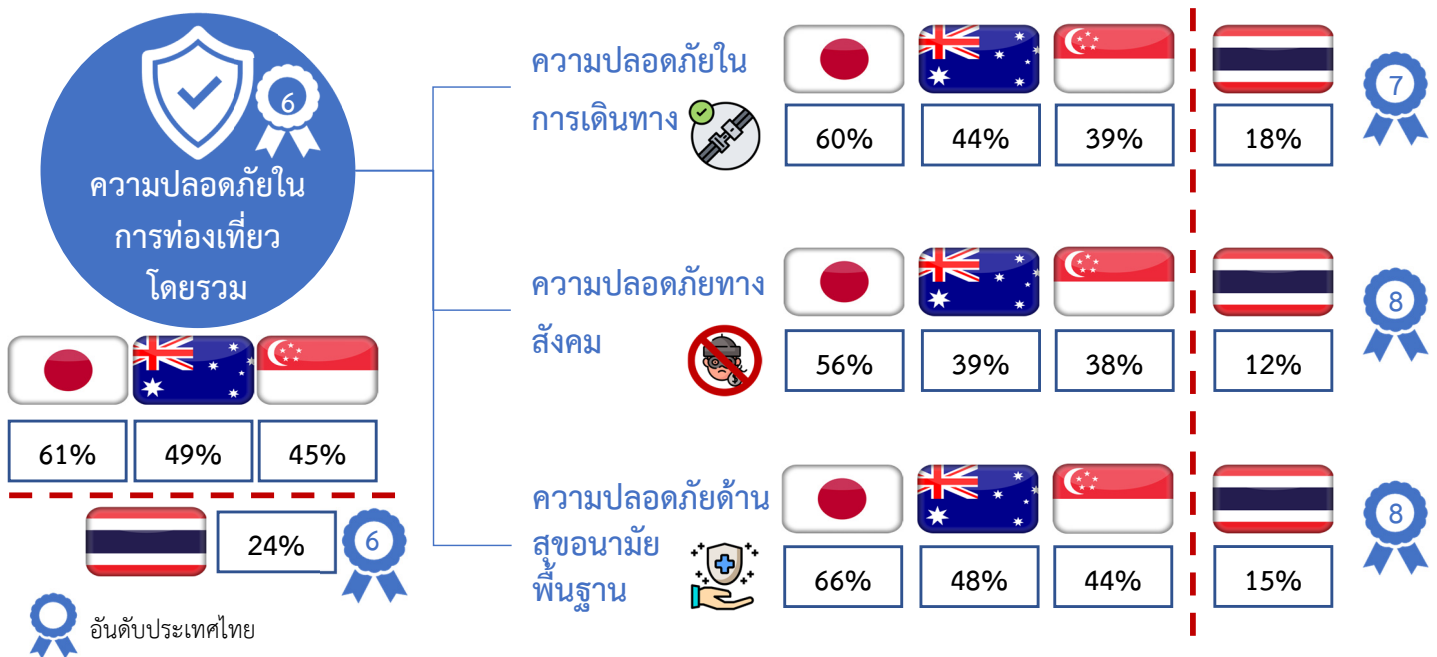 6
ความปลอดภัยใน
การท่องเที่ยว
โดยรวม
61% 49% 45%
24% 6
อันดับประเทศไทย
ความปลอดภัยใน
การเดินทาง
60% 44% 39% 18% 7
ความปลอดภัยทาง
สังคม
56% 39% 38% 12% 8
ความปลอดภัยด้าน
สุขอนามัย
พื้นฐาน
66% 48% 44% 15% 8